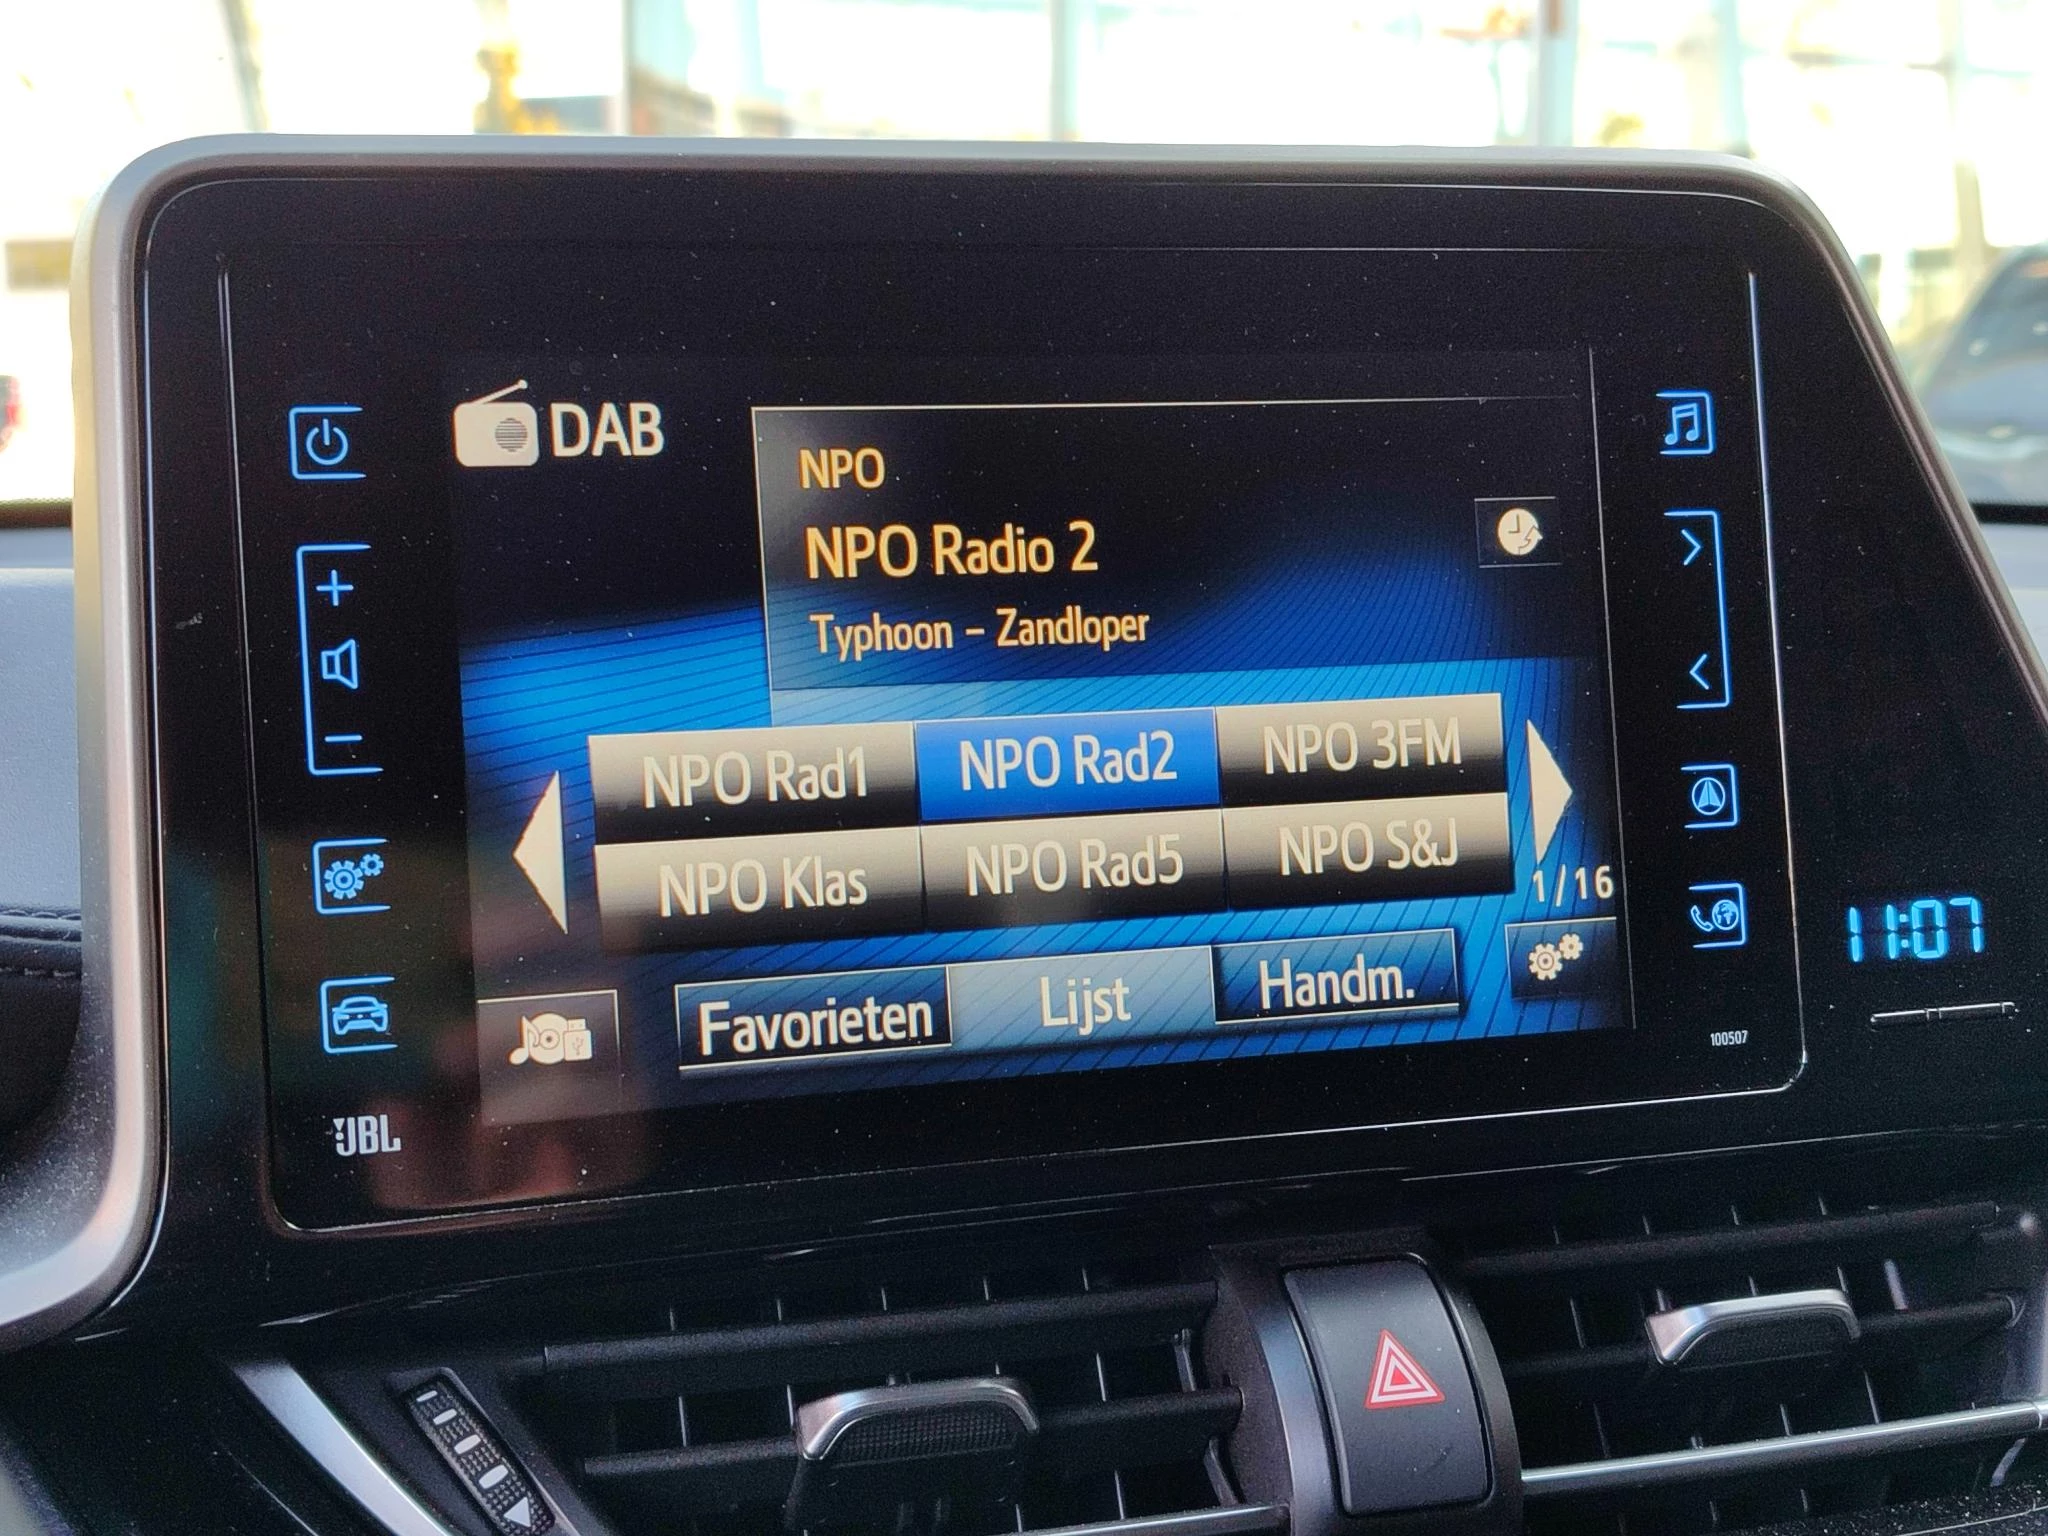 DAB
NPO
NPO Radio 2
Typhoon – Zandloper
NPO Rad1 NPO Rad2 NPO 3FM
NPO Klas NPO Rad5 NPO S&J
1/16
Favorieten Lijst Handm.
11:07
100507
JBL